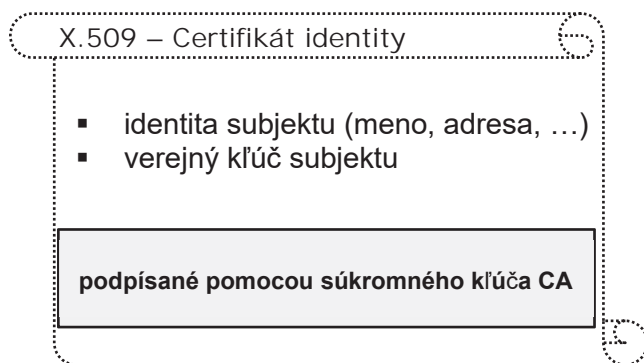 X.509 – Certifikát identity
▪ identita subjektu (meno, adresa, …)
▪ verejný kľúč subjektu
podpísané pomocou súkromného kľúča CA